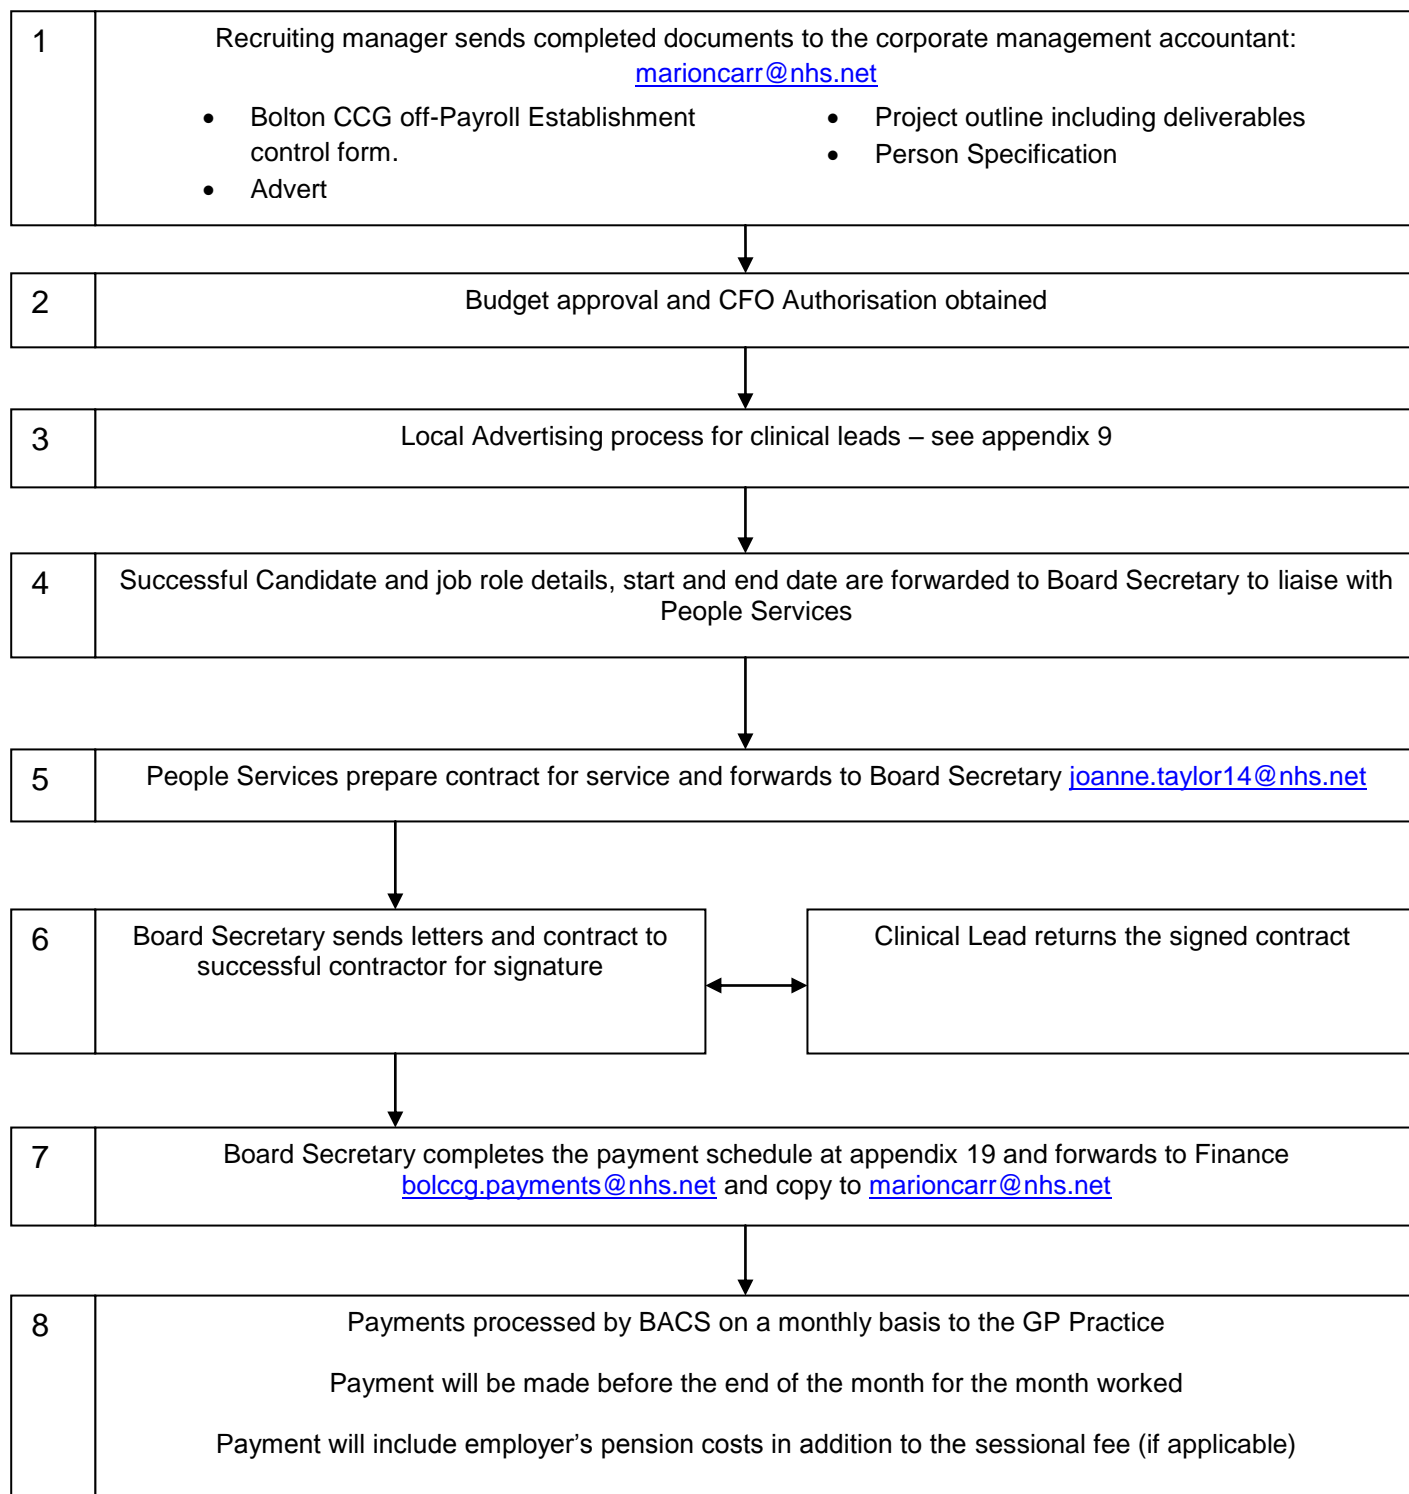 1
Recruiting manager sends completed documents to the corporate management accountant:
marioncarr@nhs.net
• Bolton CCG off-Payroll Establishment
control form.
• Advert
• Project outline including deliverables
• Person Specification
2
Budget approval and CFO Authorisation obtained
3
Local Advertising process for clinical leads – see appendix 9
4
Successful Candidate and job role details, start and end date are forwarded to Board Secretary to liaise with
People Services
5
People Services prepare contract for service and forwards to Board Secretary joanne.taylor14@nhs.net
6
Board Secretary sends letters and contract to
successful contractor for signature
Clinical Lead returns the signed contract
7
Board Secretary completes the payment schedule at appendix 19 and forwards to Finance
bolccg.payments@nhs.net and copy to marioncarr@nhs.net
8
Payments processed by BACS on a monthly basis to the GP Practice
Payment will be made before the end of the month for the month worked
Payment will include employer’s pension costs in addition to the sessional fee (if applicable)